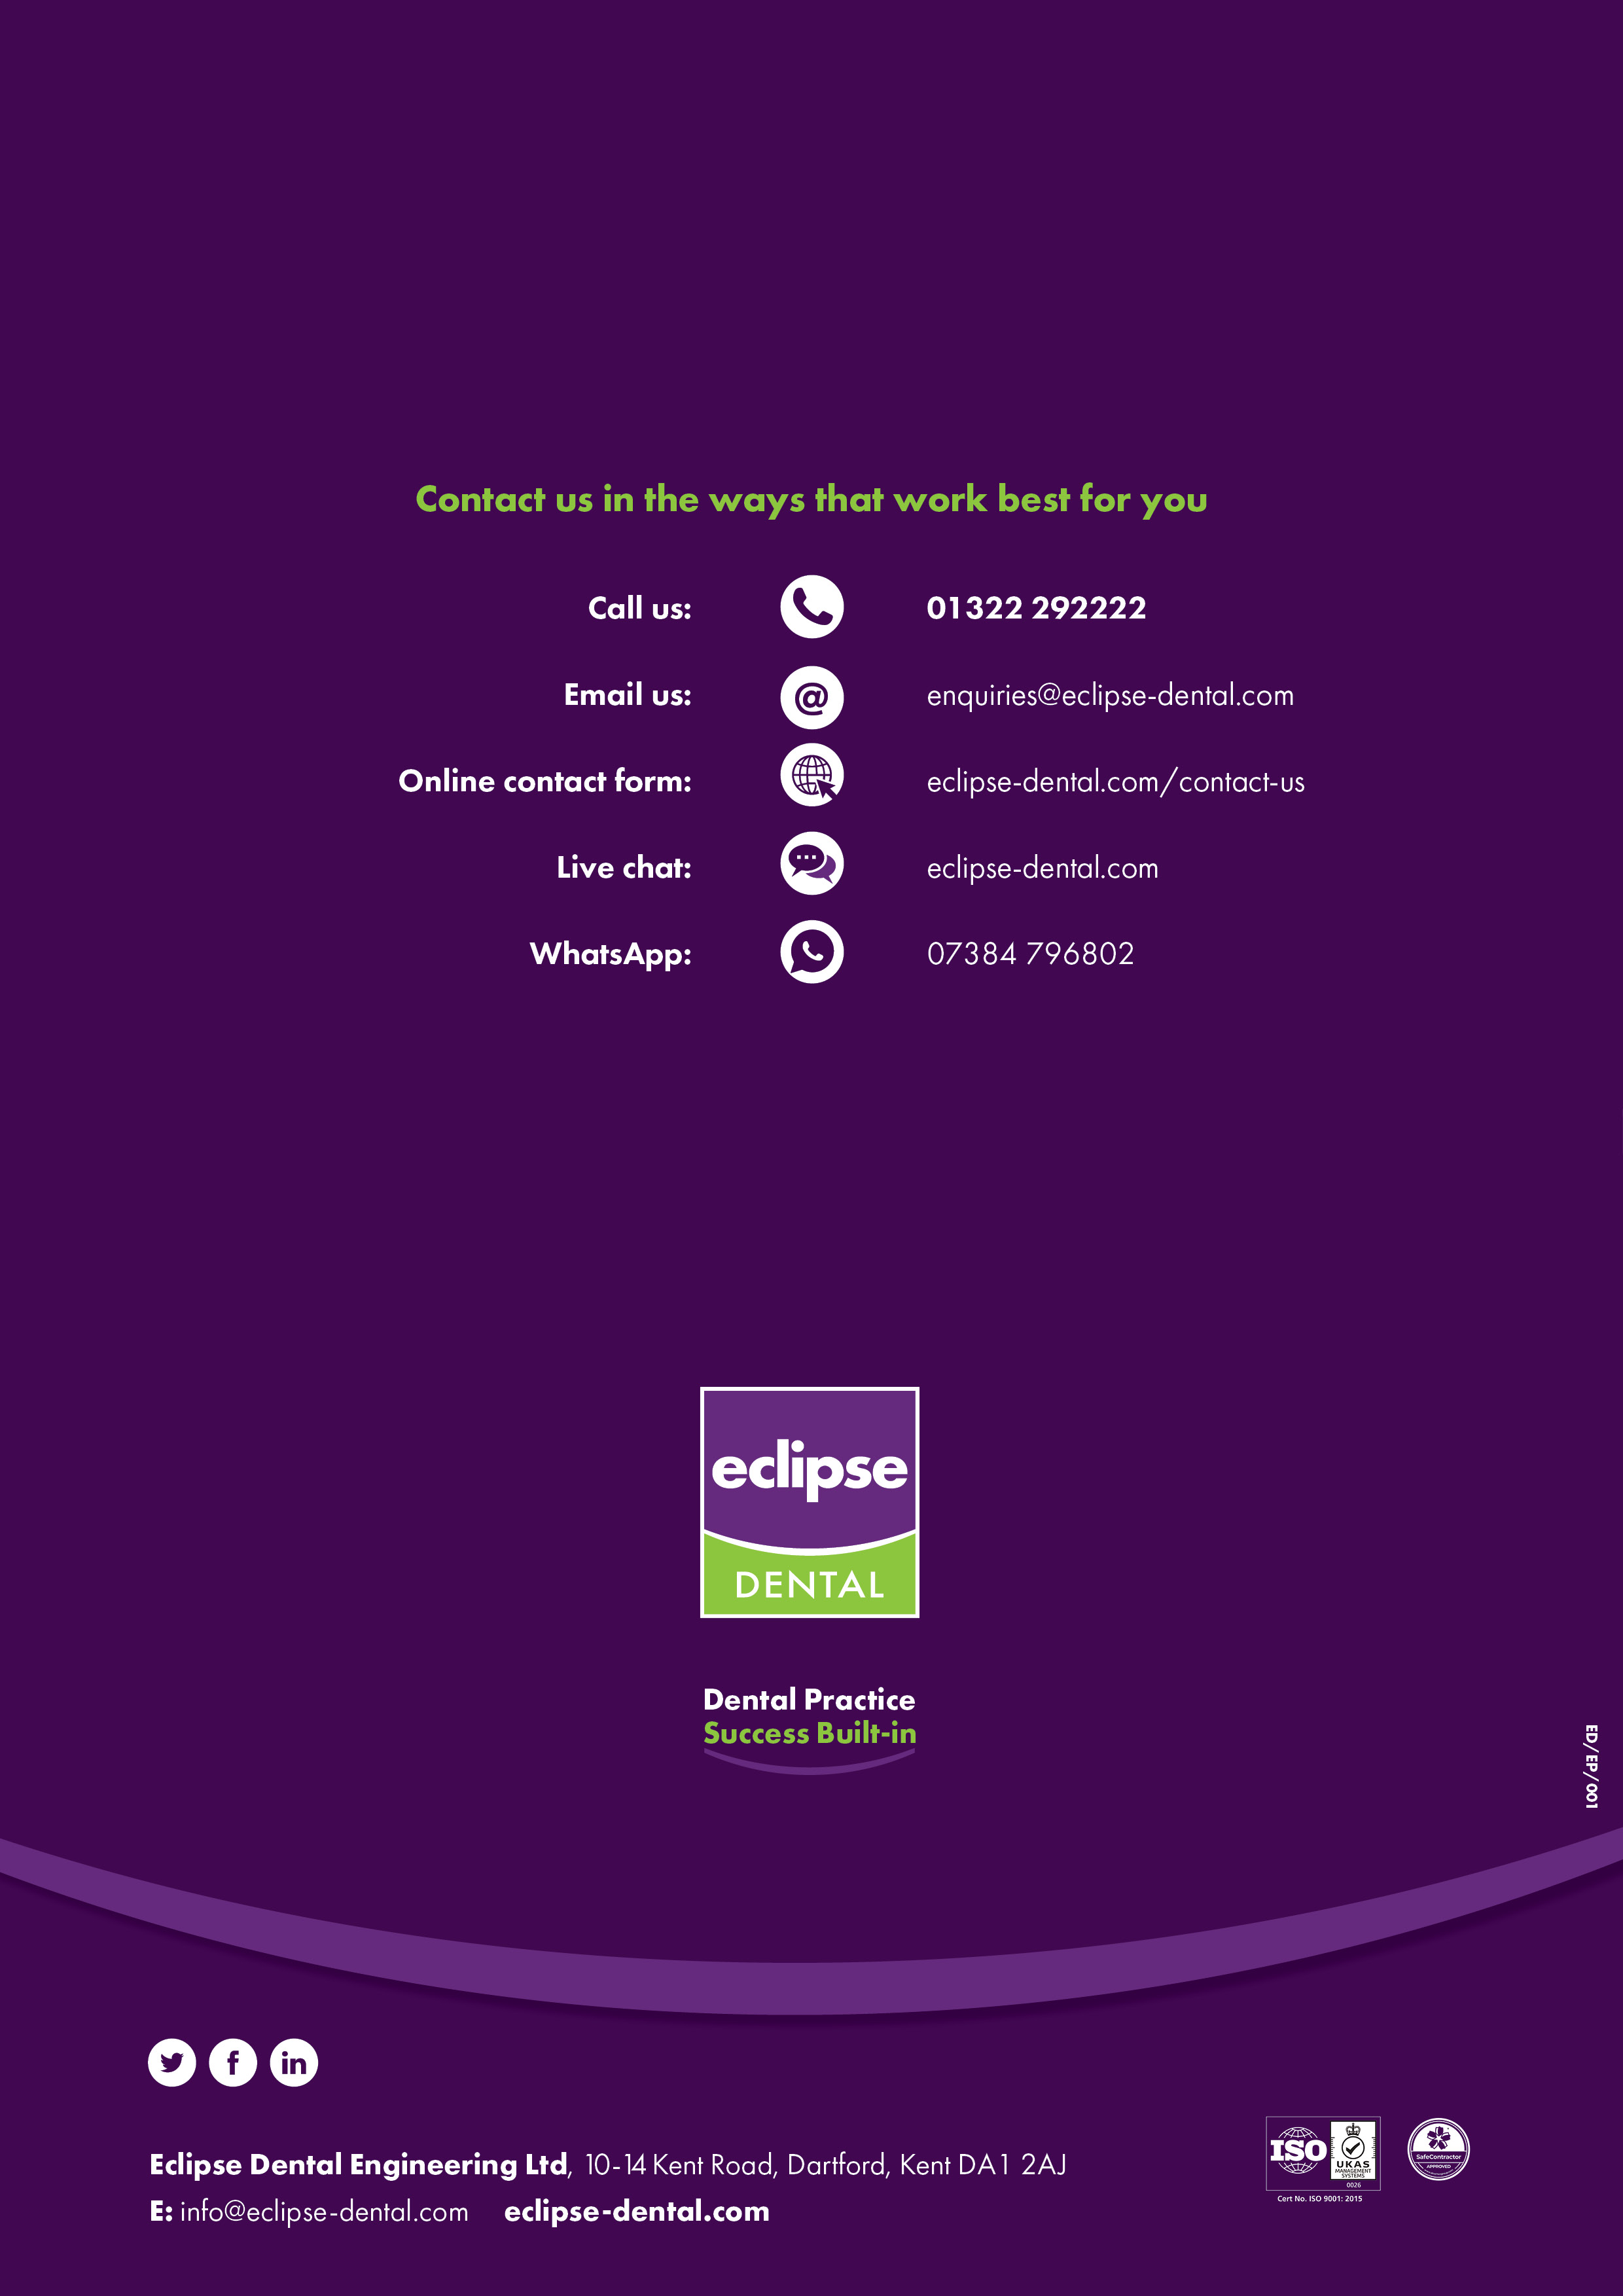 Contact us in the ways that work best for you
Call us: 01322 292222
Email us: @ enquiries@eclipse-dental.com
Online contact form: eclipse-dental.com/contact-us
Live chat: eclipse-dental.com
WhatsApp: 07384 796802
eclipse
DENTAL
Dental Practice
Success Built-in
ED/EP/001
f in
Eclipse Dental Engineering Ltd, 10-14 Kent Road, Dartford, Kent DA1 2AJ
E: info@eclipse-dental.com eclipse-dental.com
ISO
UKAS
MANAGEMENT
SYSTEMS
0026
Cert No. ISO 9001: 2015
SafeContractor
APPROVED